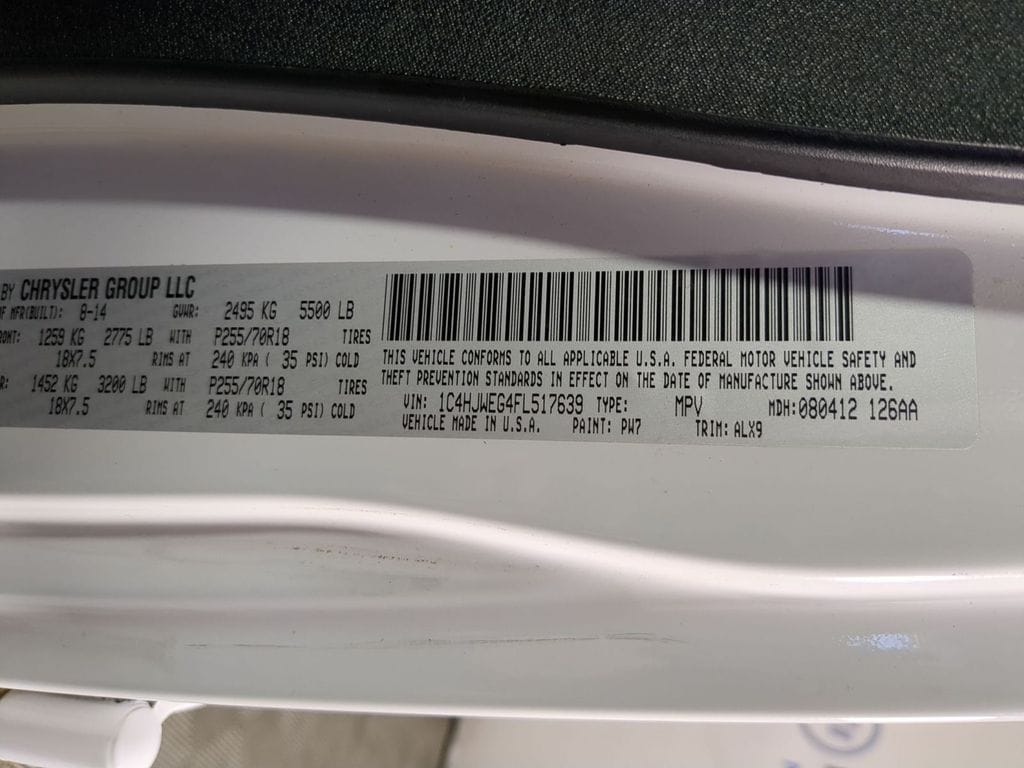 BY CHRYSLER GROUP LLC
OF MFR(BUILT): 8-14 GVWR: 2495 KG 5500 LB
RONT: 1259 KG 2775 LB WITH P255/70R18 TIRES
18X7.5 RIMS AT 240 KPA ( 35 PSI) COLD
R: 1452 KG 3200 LB WITH P255/70R18 TIRES
18X7.5 RIMS AT 240 KPA ( 35 PSI) COLD
THIS VEHICLE CONFORMS TO ALL APPLICABLE U.S.A. FEDERAL MOTOR VEHICLE SAFETY AND
THEFT PREVENTION STANDARDS IN EFFECT ON THE DATE OF MANUFACTURE SHOWN ABOVE.
VIN: 1C4HJWEG4FL517639 TYPE: MPV MDH: 080412 126AA
VEHICLE MADE IN U.S.A. PAINT: PW7 TRIM: ALX9